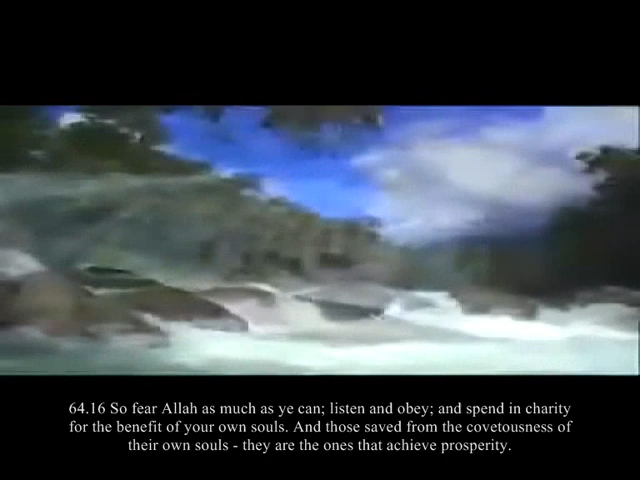 64.16 So fear Allah as much as ye can; listen and obey; and spend in charity
for the benefit of your own souls. And those saved from the covetousness of
their own souls - they are the ones that achieve prosperity.